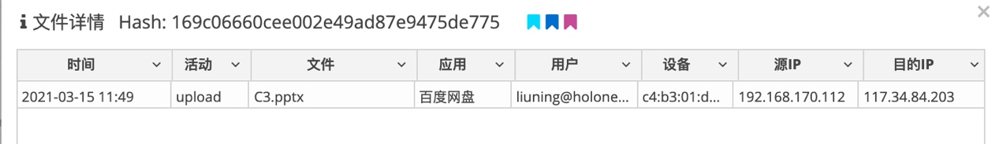 文件详情 Hash: 169c06660cee002e49ad87e9475de775
时间 活动 文件 应用 用户 设备 源IP 目的IP
2021-03-15 11:49 upload C3.pptx 百度网盘 liuning@holone... c4:b3:01:d... 192.168.170.112 117.34.84.203